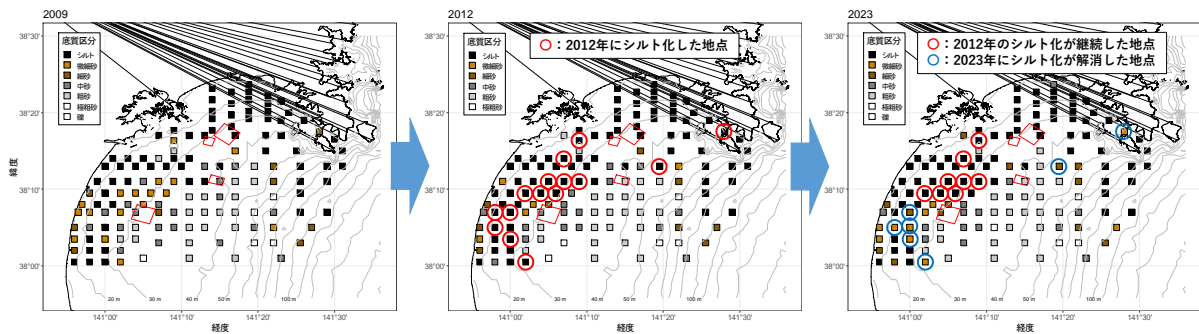 2009
緯度
38°30'
38°20'
38°10'
38°00'
底質区分
シルト
微細砂
細砂
中砂
粗砂
極粗砂
礫
20 m
30 m
40 m
50 m
100 m
141°00'
141°10'
141°20'
141°30'
経度
2012
38°30'
38°20'
38°10'
38°00'
底質区分
シルト
微細砂
細砂
中砂
粗砂
極粗砂
礫
○：2012年にシルト化した地点
20 m
30 m
40 m
50 m
100 m
141°00'
141°10'
141°20'
141°30'
経度
2023
38°30'
38°20'
38°10'
38°00'
底質区分
シルト
微細砂
細砂
中砂
粗砂
極粗砂
礫
○：2012年のシルト化が継続した地点
○：2023年にシルト化が解消した地点
20 m
30 m
40 m
50 m
100 m
141°00'
141°10'
141°20'
141°30'
経度